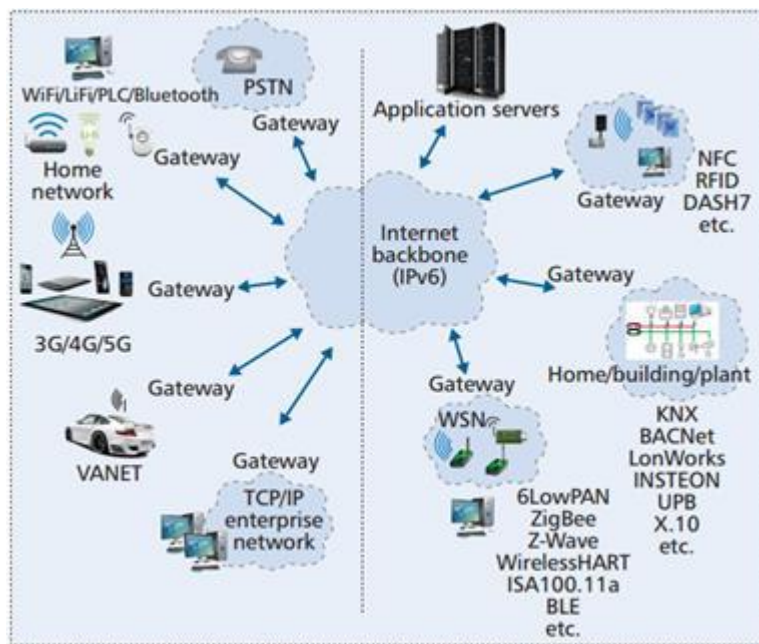 WiFi/LiFi/PLC/Bluetooth
Home
network
Gateway
PSTN
Gateway
3G/4G/5G
Gateway
VANET
Gateway
Gateway
TCP/IP
enterprise
network
Internet
backbone
(IPv6)
Application servers
Gateway
NFC
RFID
DASH7
etc.
Gateway
Home/building/plant
KNX
BACNet
LonWorks
INSTEON
UPB
X.10
etc.
Gateway
WSN
6LowPAN
ZigBee
Z-Wave
WirelessHART
ISA100.11a
BLE
etc.